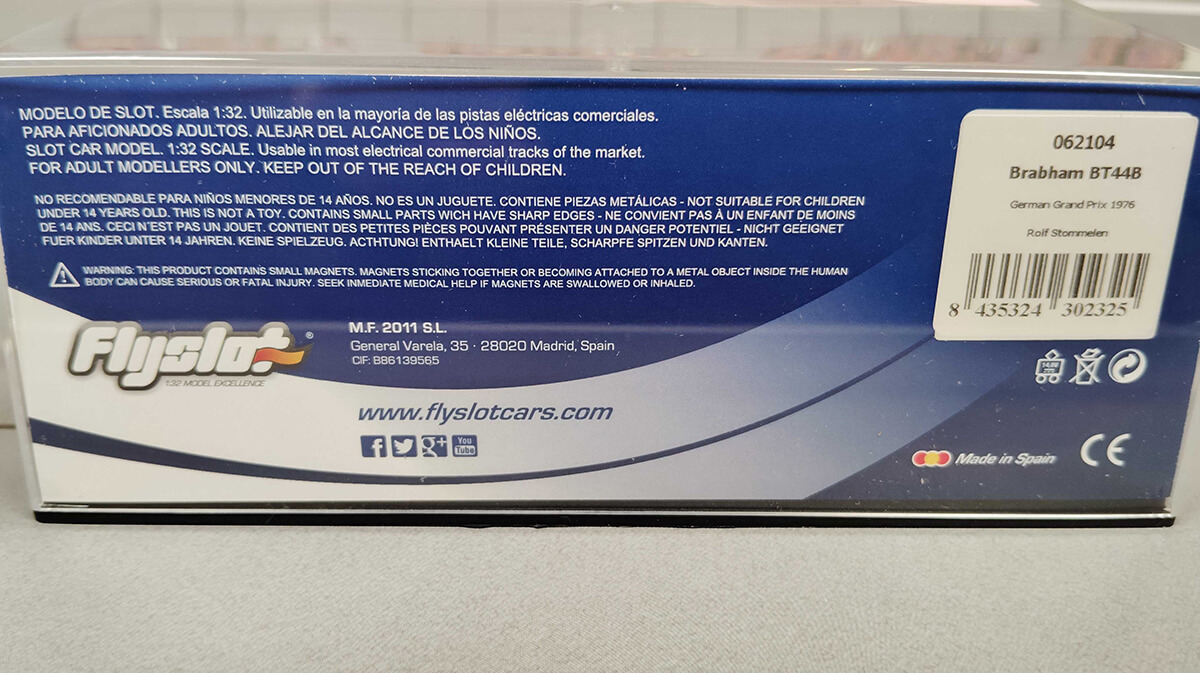 MODELO DE SLOT. Escala 1:32. Utilizable en la mayoría de las pistas eléctricas comerciales.
PARA AFICIONADOS ADULTOS. ALEJAR DEL ALCANCE DE LOS NIÑOS.
SLOT CAR MODEL. 1:32 SCALE. Usable in most electrical commercial tracks of the market.
FOR ADULT MODELLERS ONLY. KEEP OUT OF THE REACH OF CHILDREN.
NO RECOMENDABLE PARA NIÑOS MENORES DE 14 AÑOS. NO ES UN JUGUETE. CONTIENE PIEZAS METÁLICAS - NOT SUITABLE FOR CHILDREN
UNDER 14 YEARS OLD. THIS IS NOT A TOY. CONTAINS SMALL PARTS WICH HAVE SHARP EDGES - NE CONVIENT PAS À UN ENFANT DE MOINS
DE 14 ANS. CECI N'EST PAS UN JOUET. CONTIENT DES PETITES PIÈCES POUVANT PRÉSENTER UN DANGER POTENTIEL - NICHT GEEIGNET
FUER KINDER UNTER 14 JAHREN. KEINE SPIELZEUG. ACTHTUNG! ENTHAELT KLEINE TEILE, SCHARPFE SPITZEN UND KANTEN.
WARNING: THIS PRODUCT CONTAINS SMALL MAGNETS. MAGNETS STICKING TOGETHER OR BECOMING ATTACHED TO A METAL OBJECT INSIDE THE HUMAN
BODY CAN CAUSE SERIOUS OR FATAL INJURY. SEEK INMEDIATE MEDICAL HELP IF MAGNETS ARE SWALLOWED OR INHALED.
Flyslot®
1:32 MODEL EXCELLENCE
M.F. 2011 S.L.
General Varela, 35 · 28020 Madrid, Spain
CIF: B86139565
www.flyslotcars.com
f g+ You Tube
062104
Brabham BT44B
German Grand Prix 1976
Rolf Stommelen
8 435324 302325
Made in Spain
CE